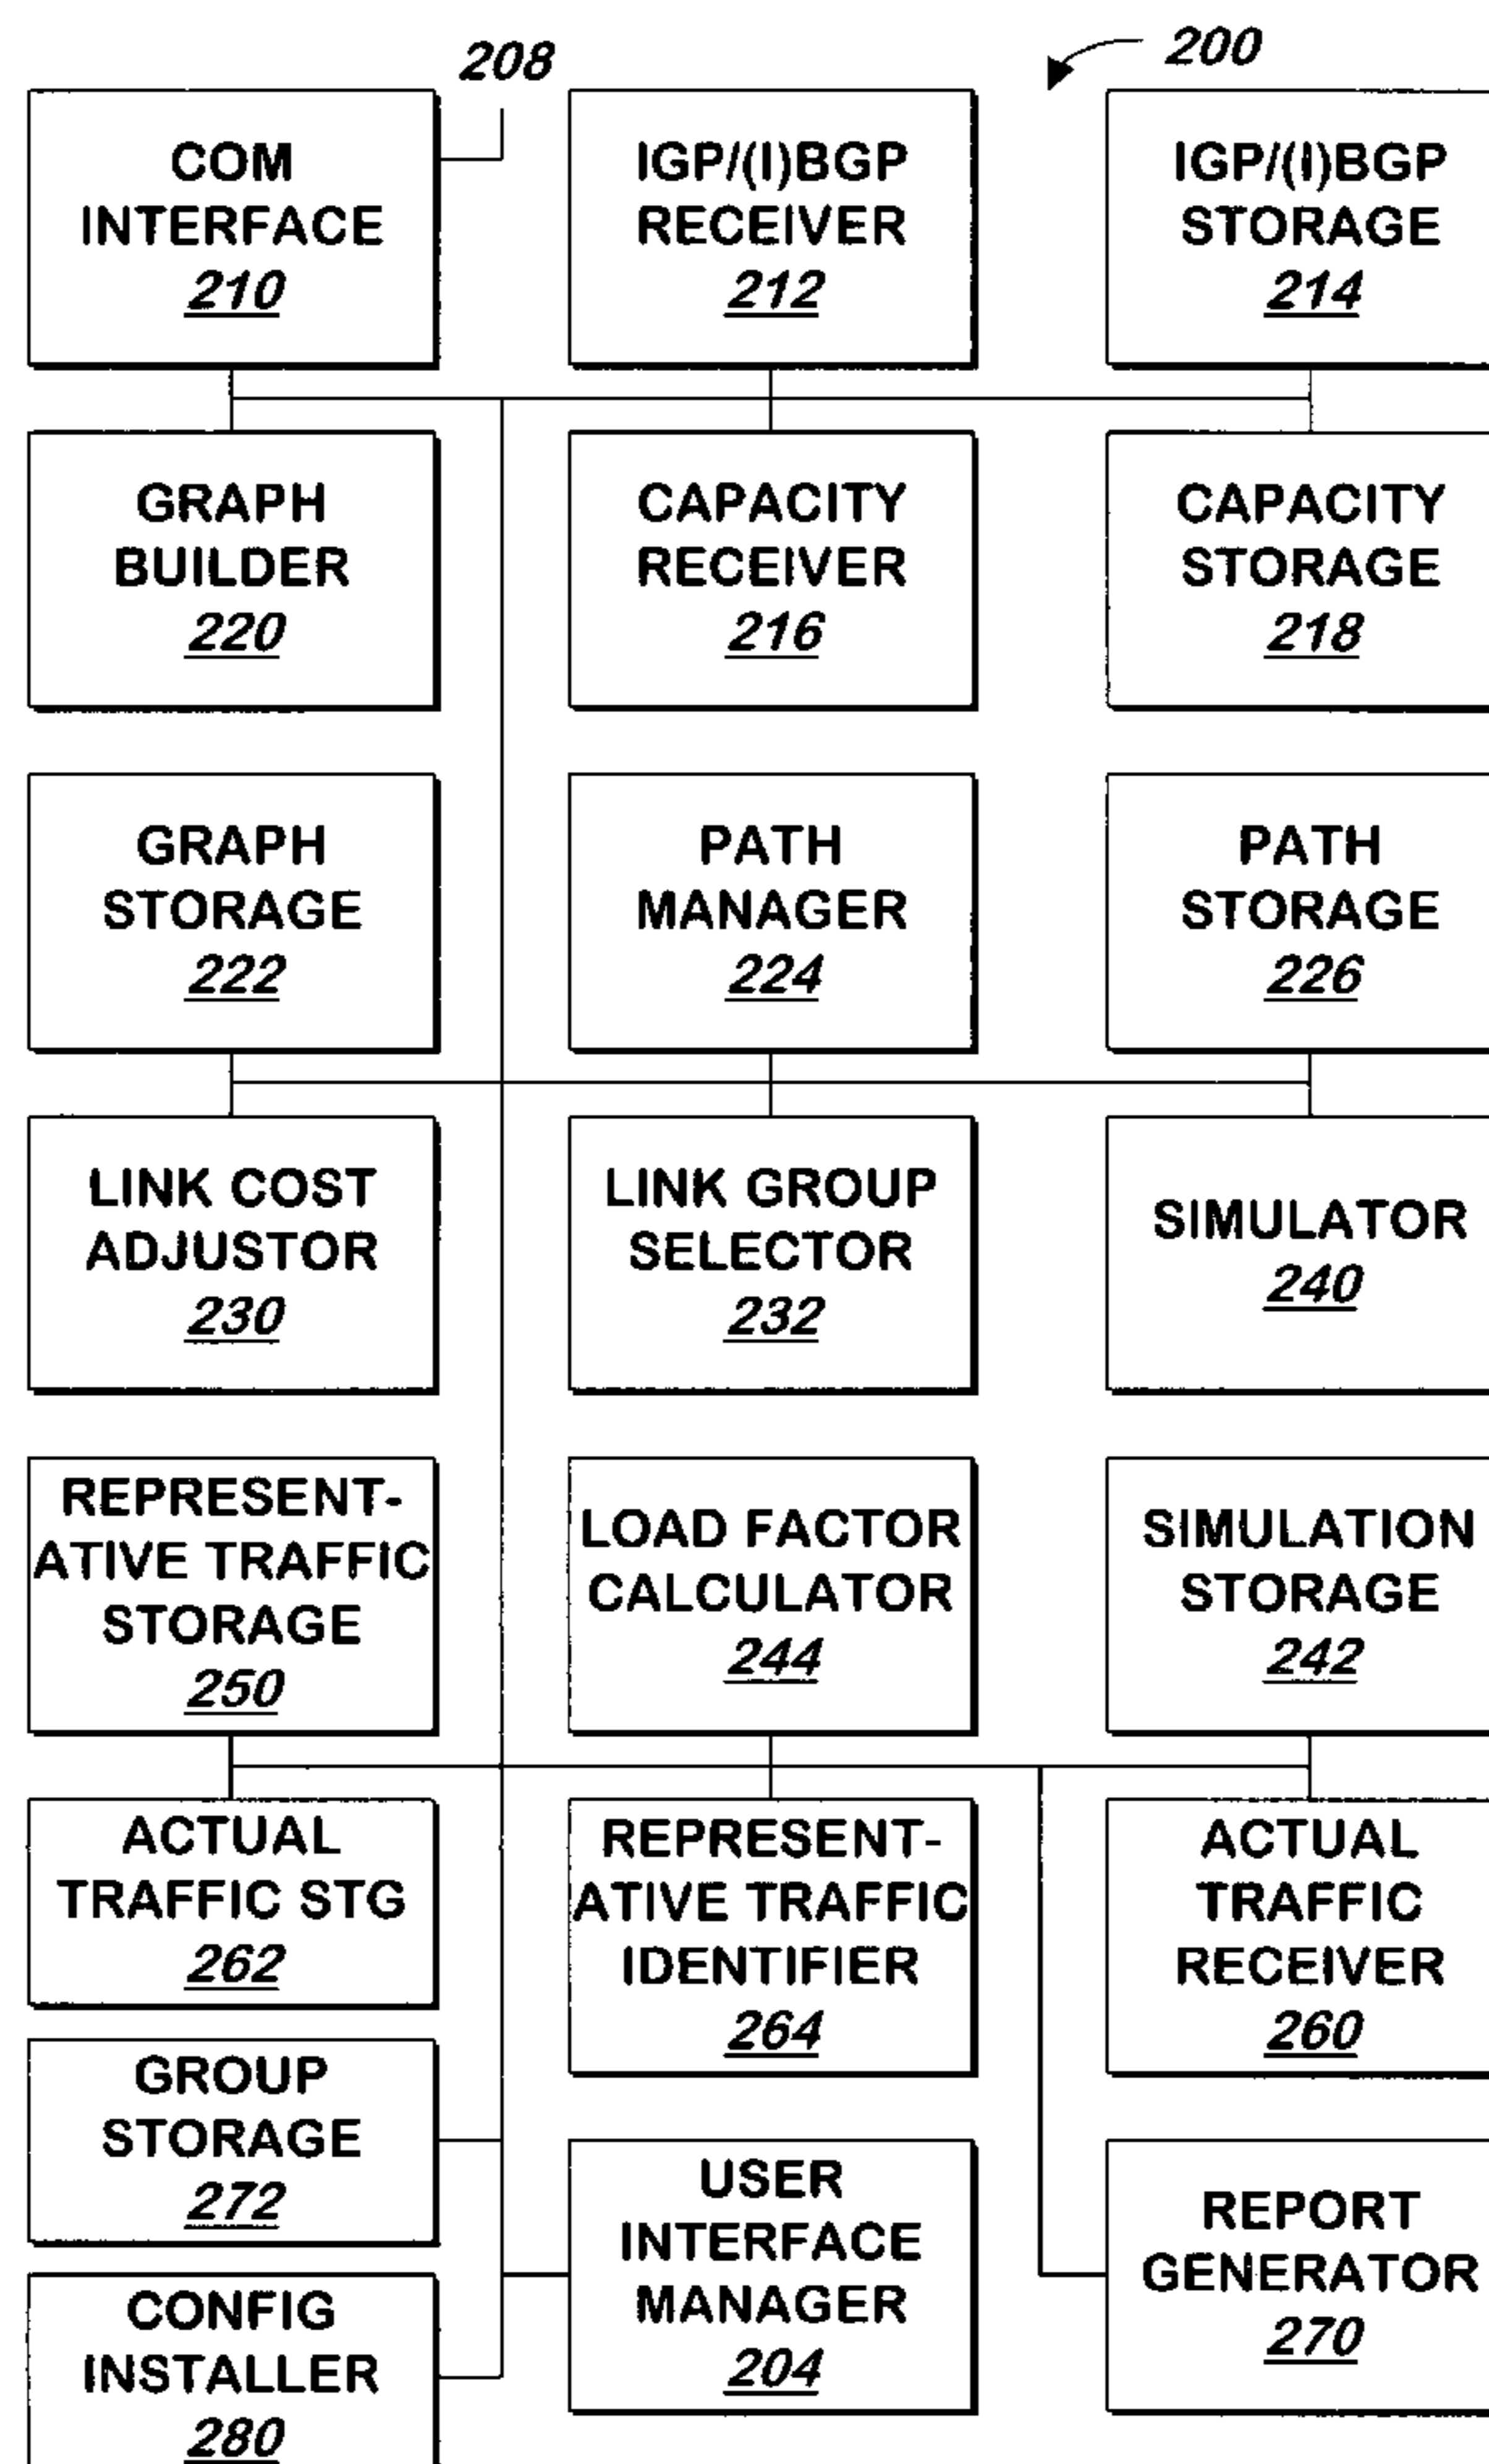 208
200
COM
INTERFACE
210
IGP/(I)BGP
RECEIVER
212
IGP/(I)BGP
STORAGE
214
GRAPH
BUILDER
220
CAPACITY
RECEIVER
216
CAPACITY
STORAGE
218
GRAPH
STORAGE
222
PATH
MANAGER
224
PATH
STORAGE
226
LINK COST
ADJUSTOR
230
LINK GROUP
SELECTOR
232
SIMULATOR
240
REPRESENT-
ATIVE TRAFFIC
STORAGE
250
LOAD FACTOR
CALCULATOR
244
SIMULATION
STORAGE
242
ACTUAL
TRAFFIC STG
262
REPRESENT-
ATIVE TRAFFIC
IDENTIFIER
264
ACTUAL
TRAFFIC
RECEIVER
260
GROUP
STORAGE
272
USER
INTERFACE
MANAGER
204
REPORT
GENERATOR
270
CONFIG
INSTALLER
280